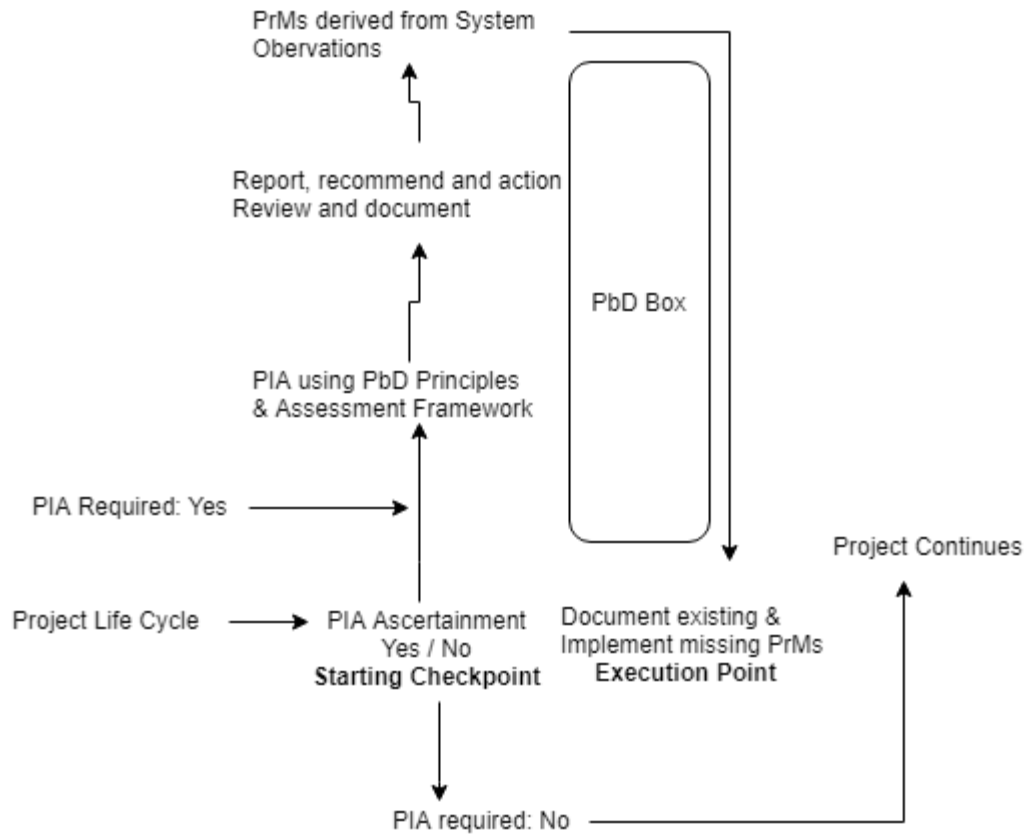 PrMs derived from System
Obervations
Report, recommend and action
Review and document
PbD Box
PIA using PbD Principles
& Assessment Framework
PIA Required: Yes
Project Continues
Project Life Cycle
PIA Ascertainment
Yes / No
Starting Checkpoint
Document existing &
Implement missing PrMs
Execution Point
PIA required: No